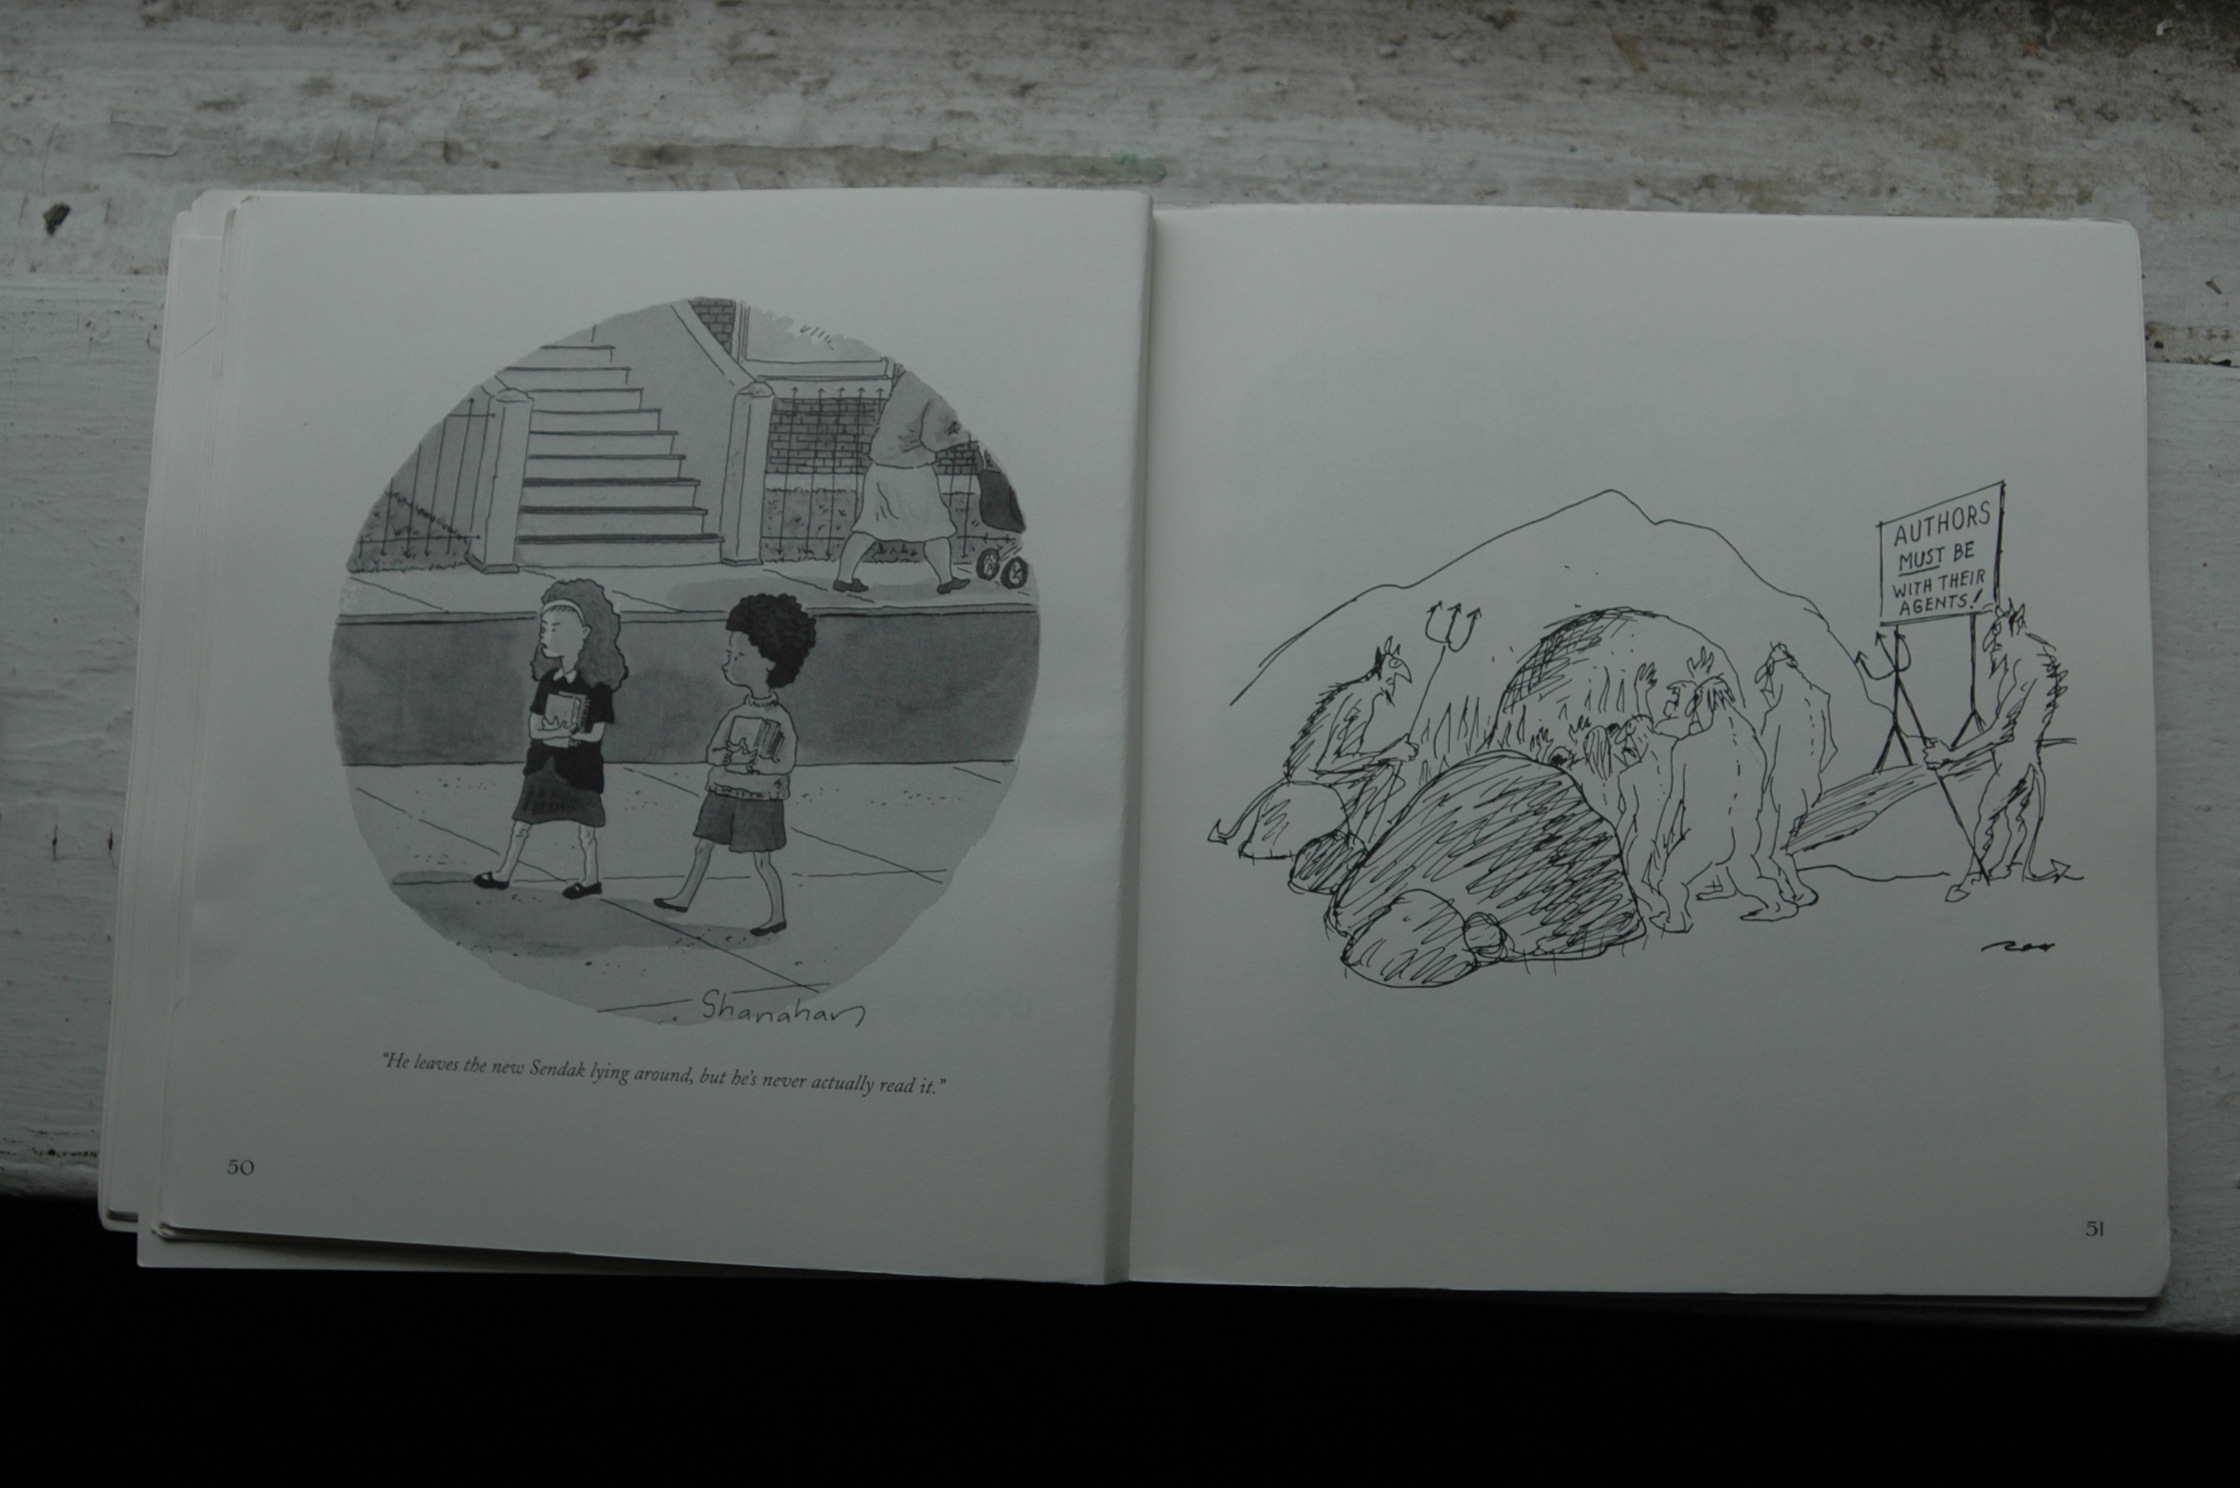 Shanahan
"He leaves the new Sendak lying around, but he's never actually read it."
50
AUTHORS
MUST BE
WITH THEIR
AGENTS!
51